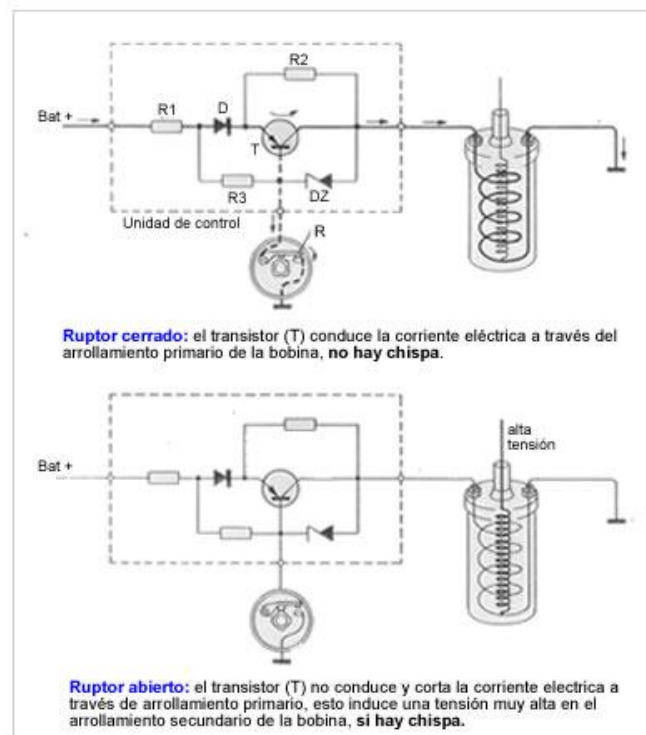 R2
D
R1
Bat +
T
R3
DZ
Unidad de control
R
Ruptor cerrado: el transistor (T) conduce la corriente eléctrica a través del
arrollamiento primario de la bobina, no hay chispa.
alta
tensión
Bat +
Ruptor abierto: el transistor (T) no conduce y corta la corriente electrica a
través de arrollamiento primario, esto induce una tensión muy alta en el
arrollamiento secundario de la bobina, si hay chispa.